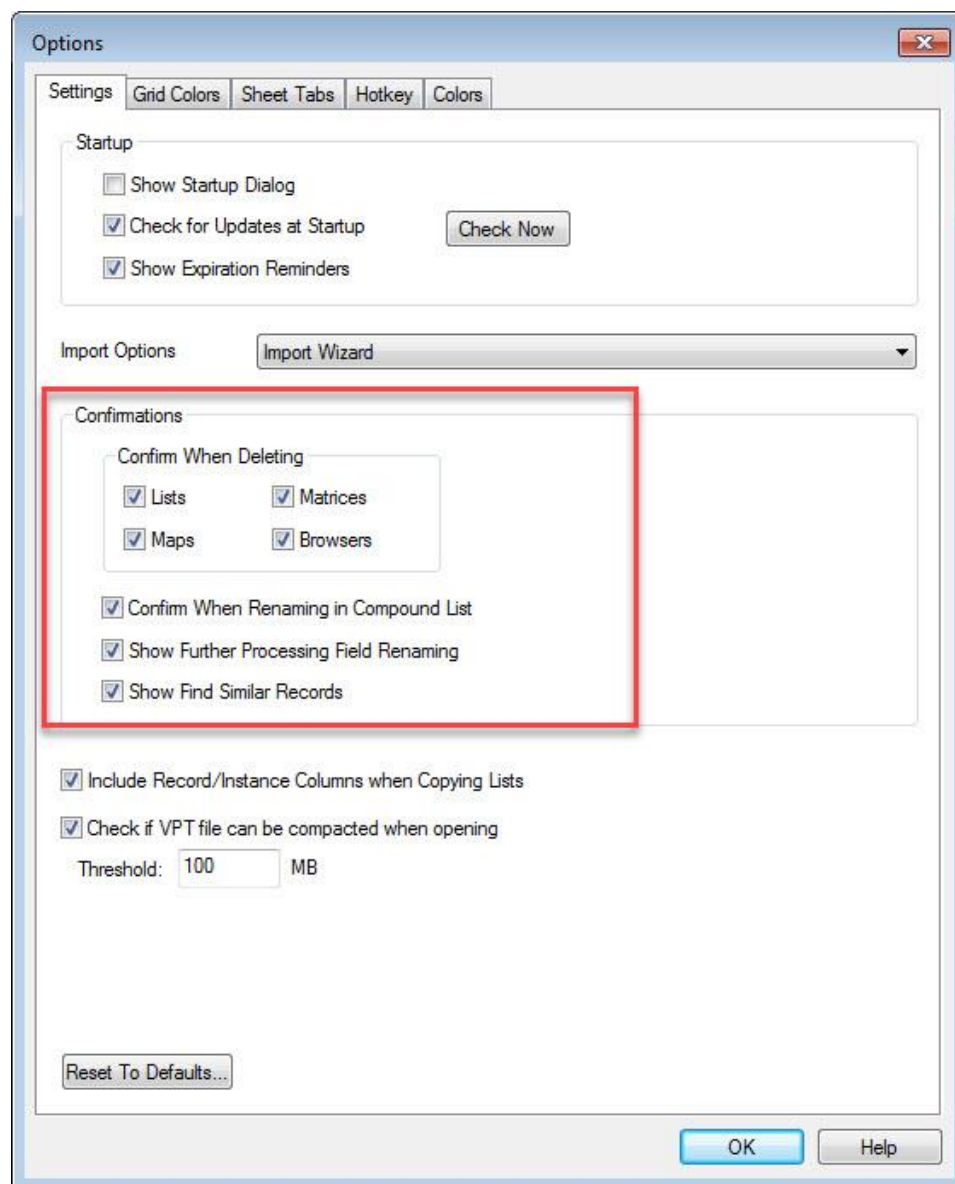 Options
Settings Grid Colors Sheet Tabs Hotkey Colors
Startup
Show Startup Dialog
Check for Updates at Startup Check Now
Show Expiration Reminders
Import Options Import Wizard
Confirmations
Confirm When Deleting
Lists Matrices
Maps Browsers
Confirm When Renaming in Compound List
Show Further Processing Field Renaming
Show Find Similar Records
Include Record/Instance Columns when Copying Lists
Check if VPT file can be compacted when opening
Threshold: 100 MB
Reset To Defaults...
OK Help